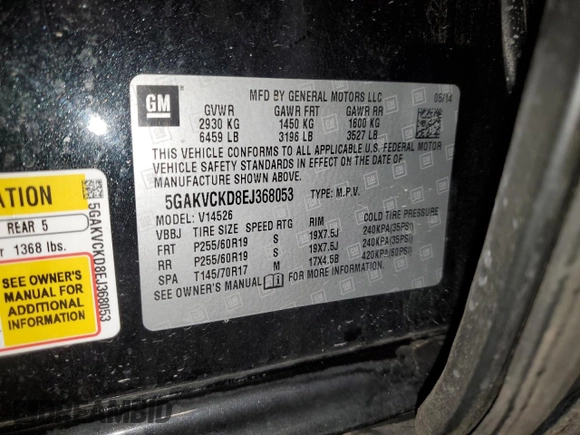 GM
MFD BY GENERAL MOTORS LLC 05/14
GVWR GAWR FRT GAWR RR
2930 KG 1450 KG 1600 KG
6459 LB 3196 LB 3527 LB
THIS VEHICLE CONFORMS TO ALL APPLICABLE U.S. FEDERAL MOTOR
VEHICLE SAFETY STANDARDS IN EFFECT ON THE DATE OF
MANUFACTURE SHOWN ABOVE.
5GAKVCKD8EJ368053 TYPE: M.P.V.
MODEL: V14526
VBBJ TIRE SIZE SPEED RTG RIM COLD TIRE PRESSURE
FRT P255/60R19 S 19X7.5J 240KPA(35PSI)
RR P255/60R19 S 19X7.5J 240KPA(35PSI)
SPA T145/70R17 M 17X4.5B 420KPA(60PSI)
SEE OWNER'S MANUAL FOR MORE INFORMATION
ATION
REAR 5
1368 lbs.
SEE OWNER'S
MANUAL FOR
ADDITIONAL
INFORMATION
5GAKVCKD8EJ368053